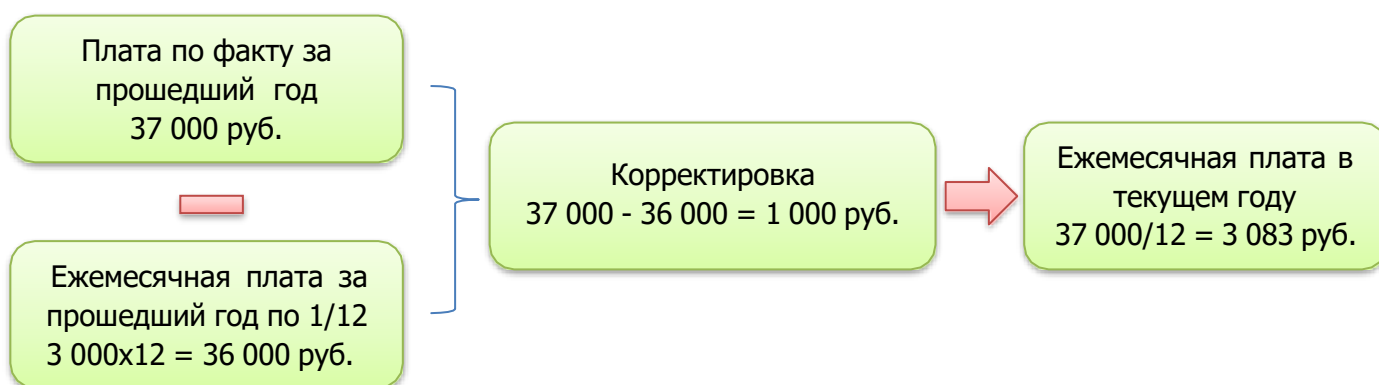 Плата по факту за
прошедший год
37 000 руб.
Ежемесячная плата за
прошедший год по 1/12
3 000х12 = 36 000 руб.
Корректировка
37 000 - 36 000 = 1 000 руб.
Ежемесячная плата в
текущем году
37 000/12 = 3 083 руб.